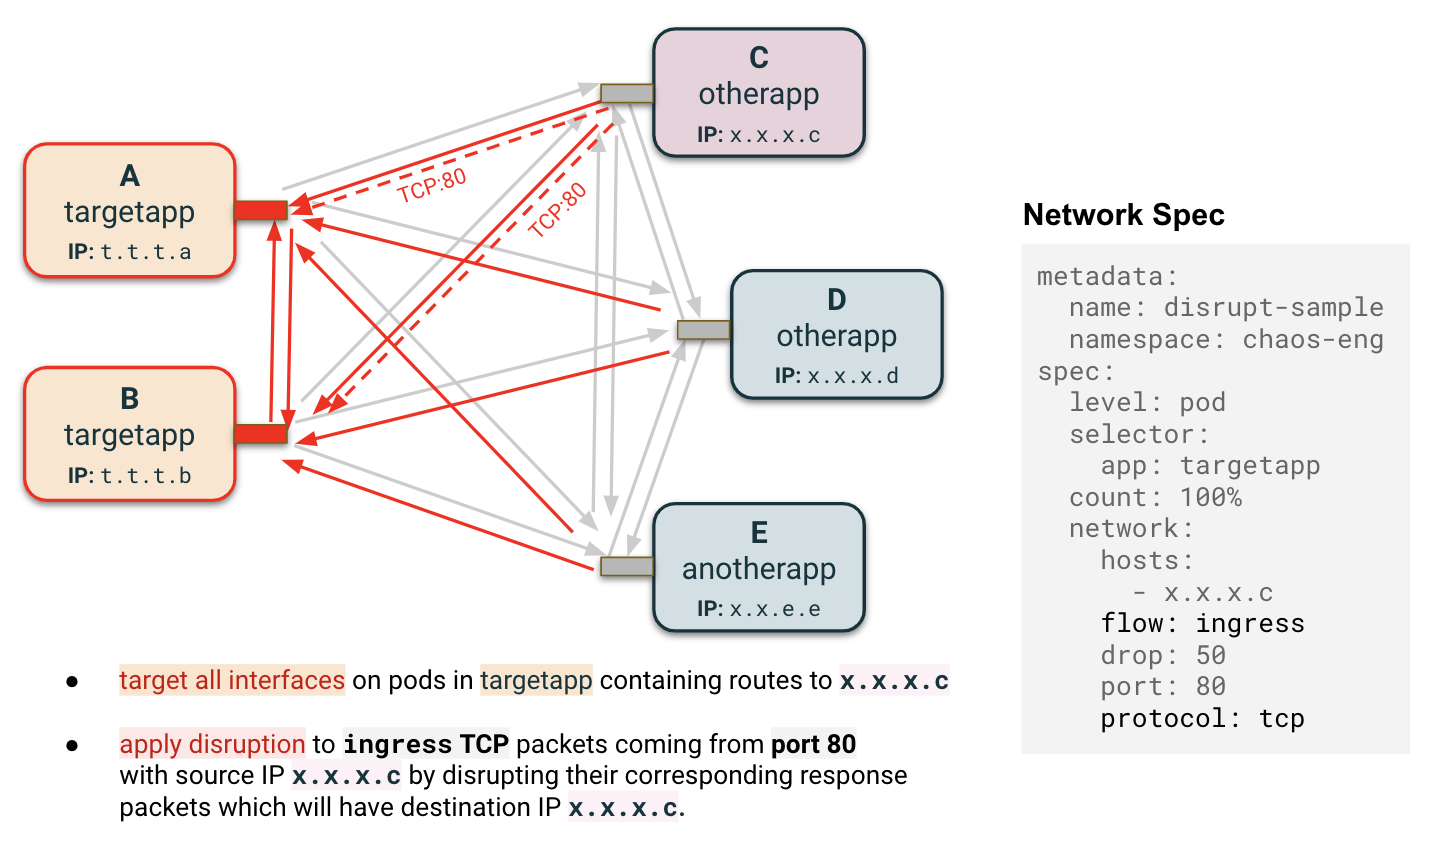 C
otherapp
IP: x.x.x.c
A
targetapp
IP: t.t.t.a
TCP:80
TCP:80
D
otherapp
IP: x.x.x.d
B
targetapp
IP: t.t.t.b
E
anotherapp
IP: x.x.e.e
Network Spec
metadata:
  name: disrupt-sample
  namespace: chaos-eng
spec:
  level: pod
  selector:
    app: targetapp
  count: 100%
  network:
    hosts:
      - x.x.x.c
    flow: ingress
    drop: 50
    port: 80
    protocol: tcp
● target all interfaces on pods in targetapp containing routes to x.x.x.c
● apply disruption to ingress TCP packets coming from port 80
with source IP x.x.x.c by disrupting their corresponding response
packets which will have destination IP x.x.x.c.